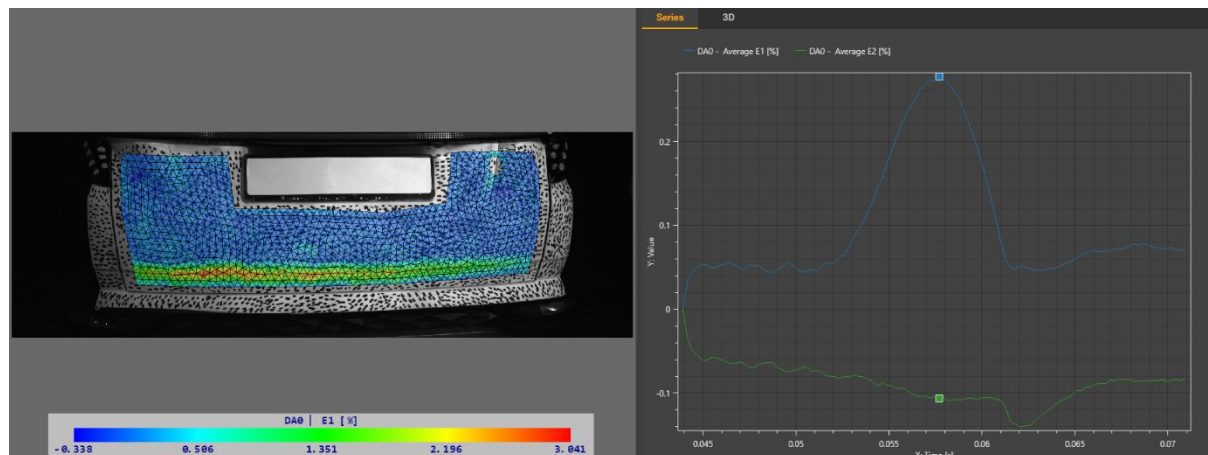 Series 3D
DA0 - Average E1 [%] DA0 - Average E2 [%]
0.2
0.1
0
-0.1
Y: Value
0.045 0.05 0.055 0.06 0.065 0.07
X: Time [s]
DA0 | E1 [%]
-0.338 0.506 1.351 2.196 3.041